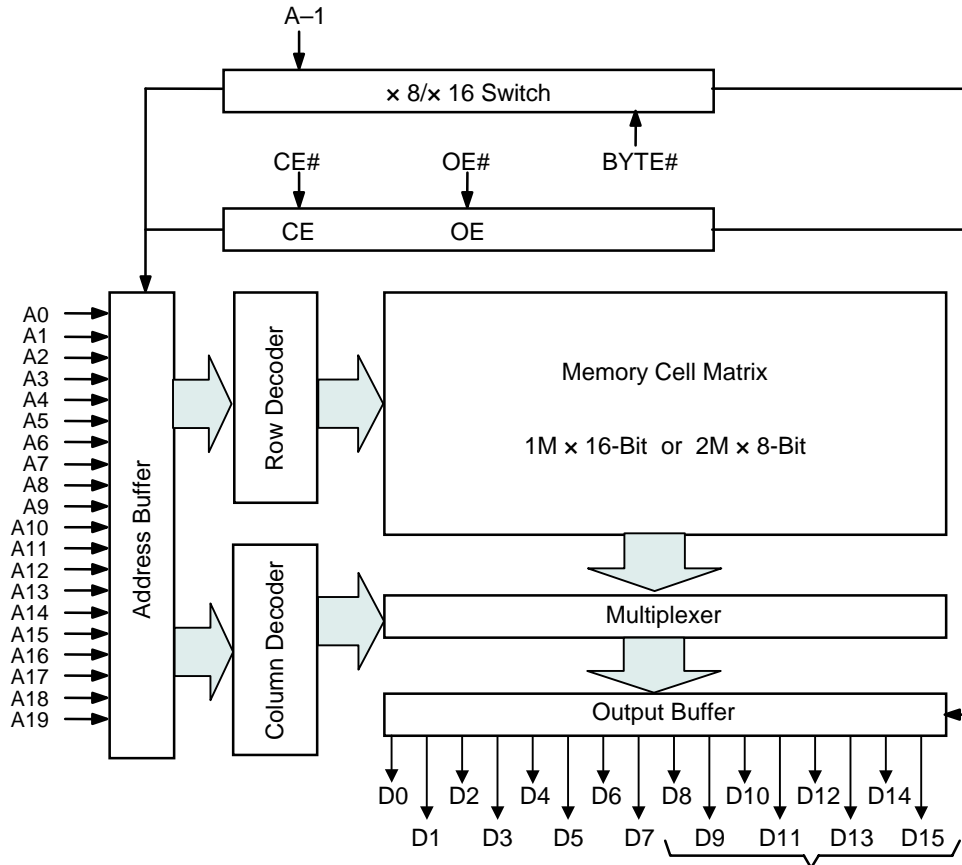 A–1
× 8/× 16 Switch
CE#
OE#
BYTE#
CE
OE
A0
A1
A2
A3
A4
A5
A6
A7
A8
A9
A10
A11
A12
A13
A14
A15
A16
A17
A18
A19
Address Buffer
Row Decoder
Column Decoder
Memory Cell Matrix
1M × 16-Bit or 2M × 8-Bit
Multiplexer
Output Buffer
D0 D2 D4 D6 D8 D10 D12 D14
D1 D3 D5 D7 D9 D11 D13 D15